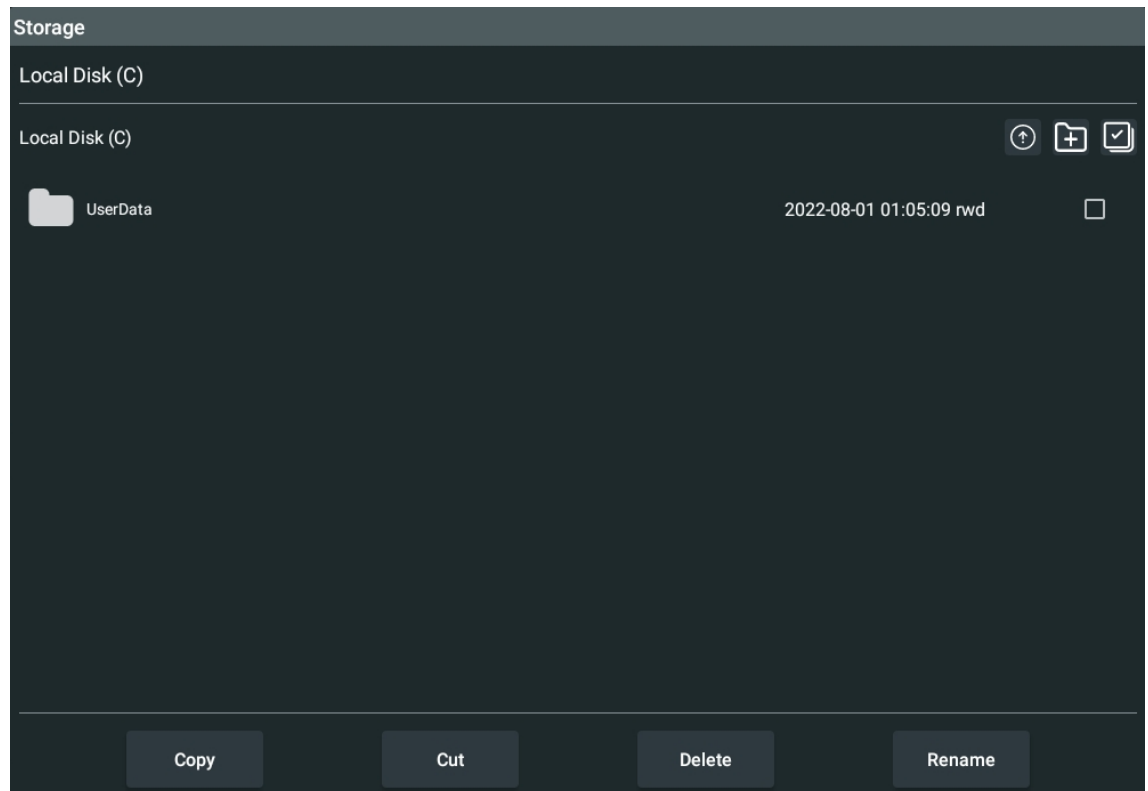 Storage
Local Disk (C)
Local Disk (C)
UserData 2022-08-01 01:05:09 rwd
Copy Cut Delete Rename